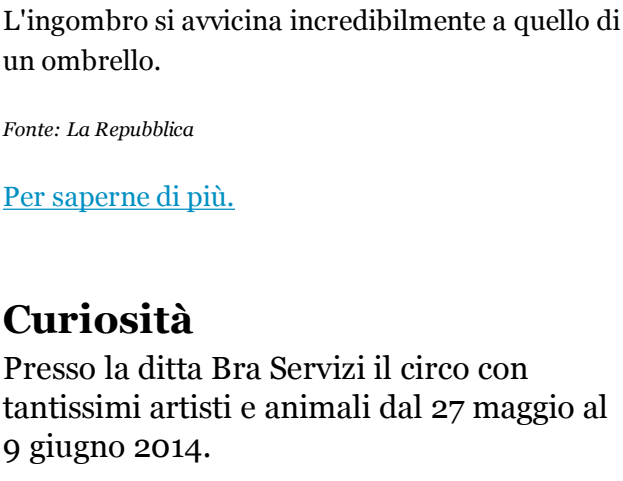 L'ingombro si avvicina incredibilmente a quello di
un ombrello.
Fonte: La Repubblica
Per saperne di più.
Curiosità
Presso la ditta Bra Servizi il circo con
tantissimi artisti e animali dal 27 maggio al
9 giugno 2014.